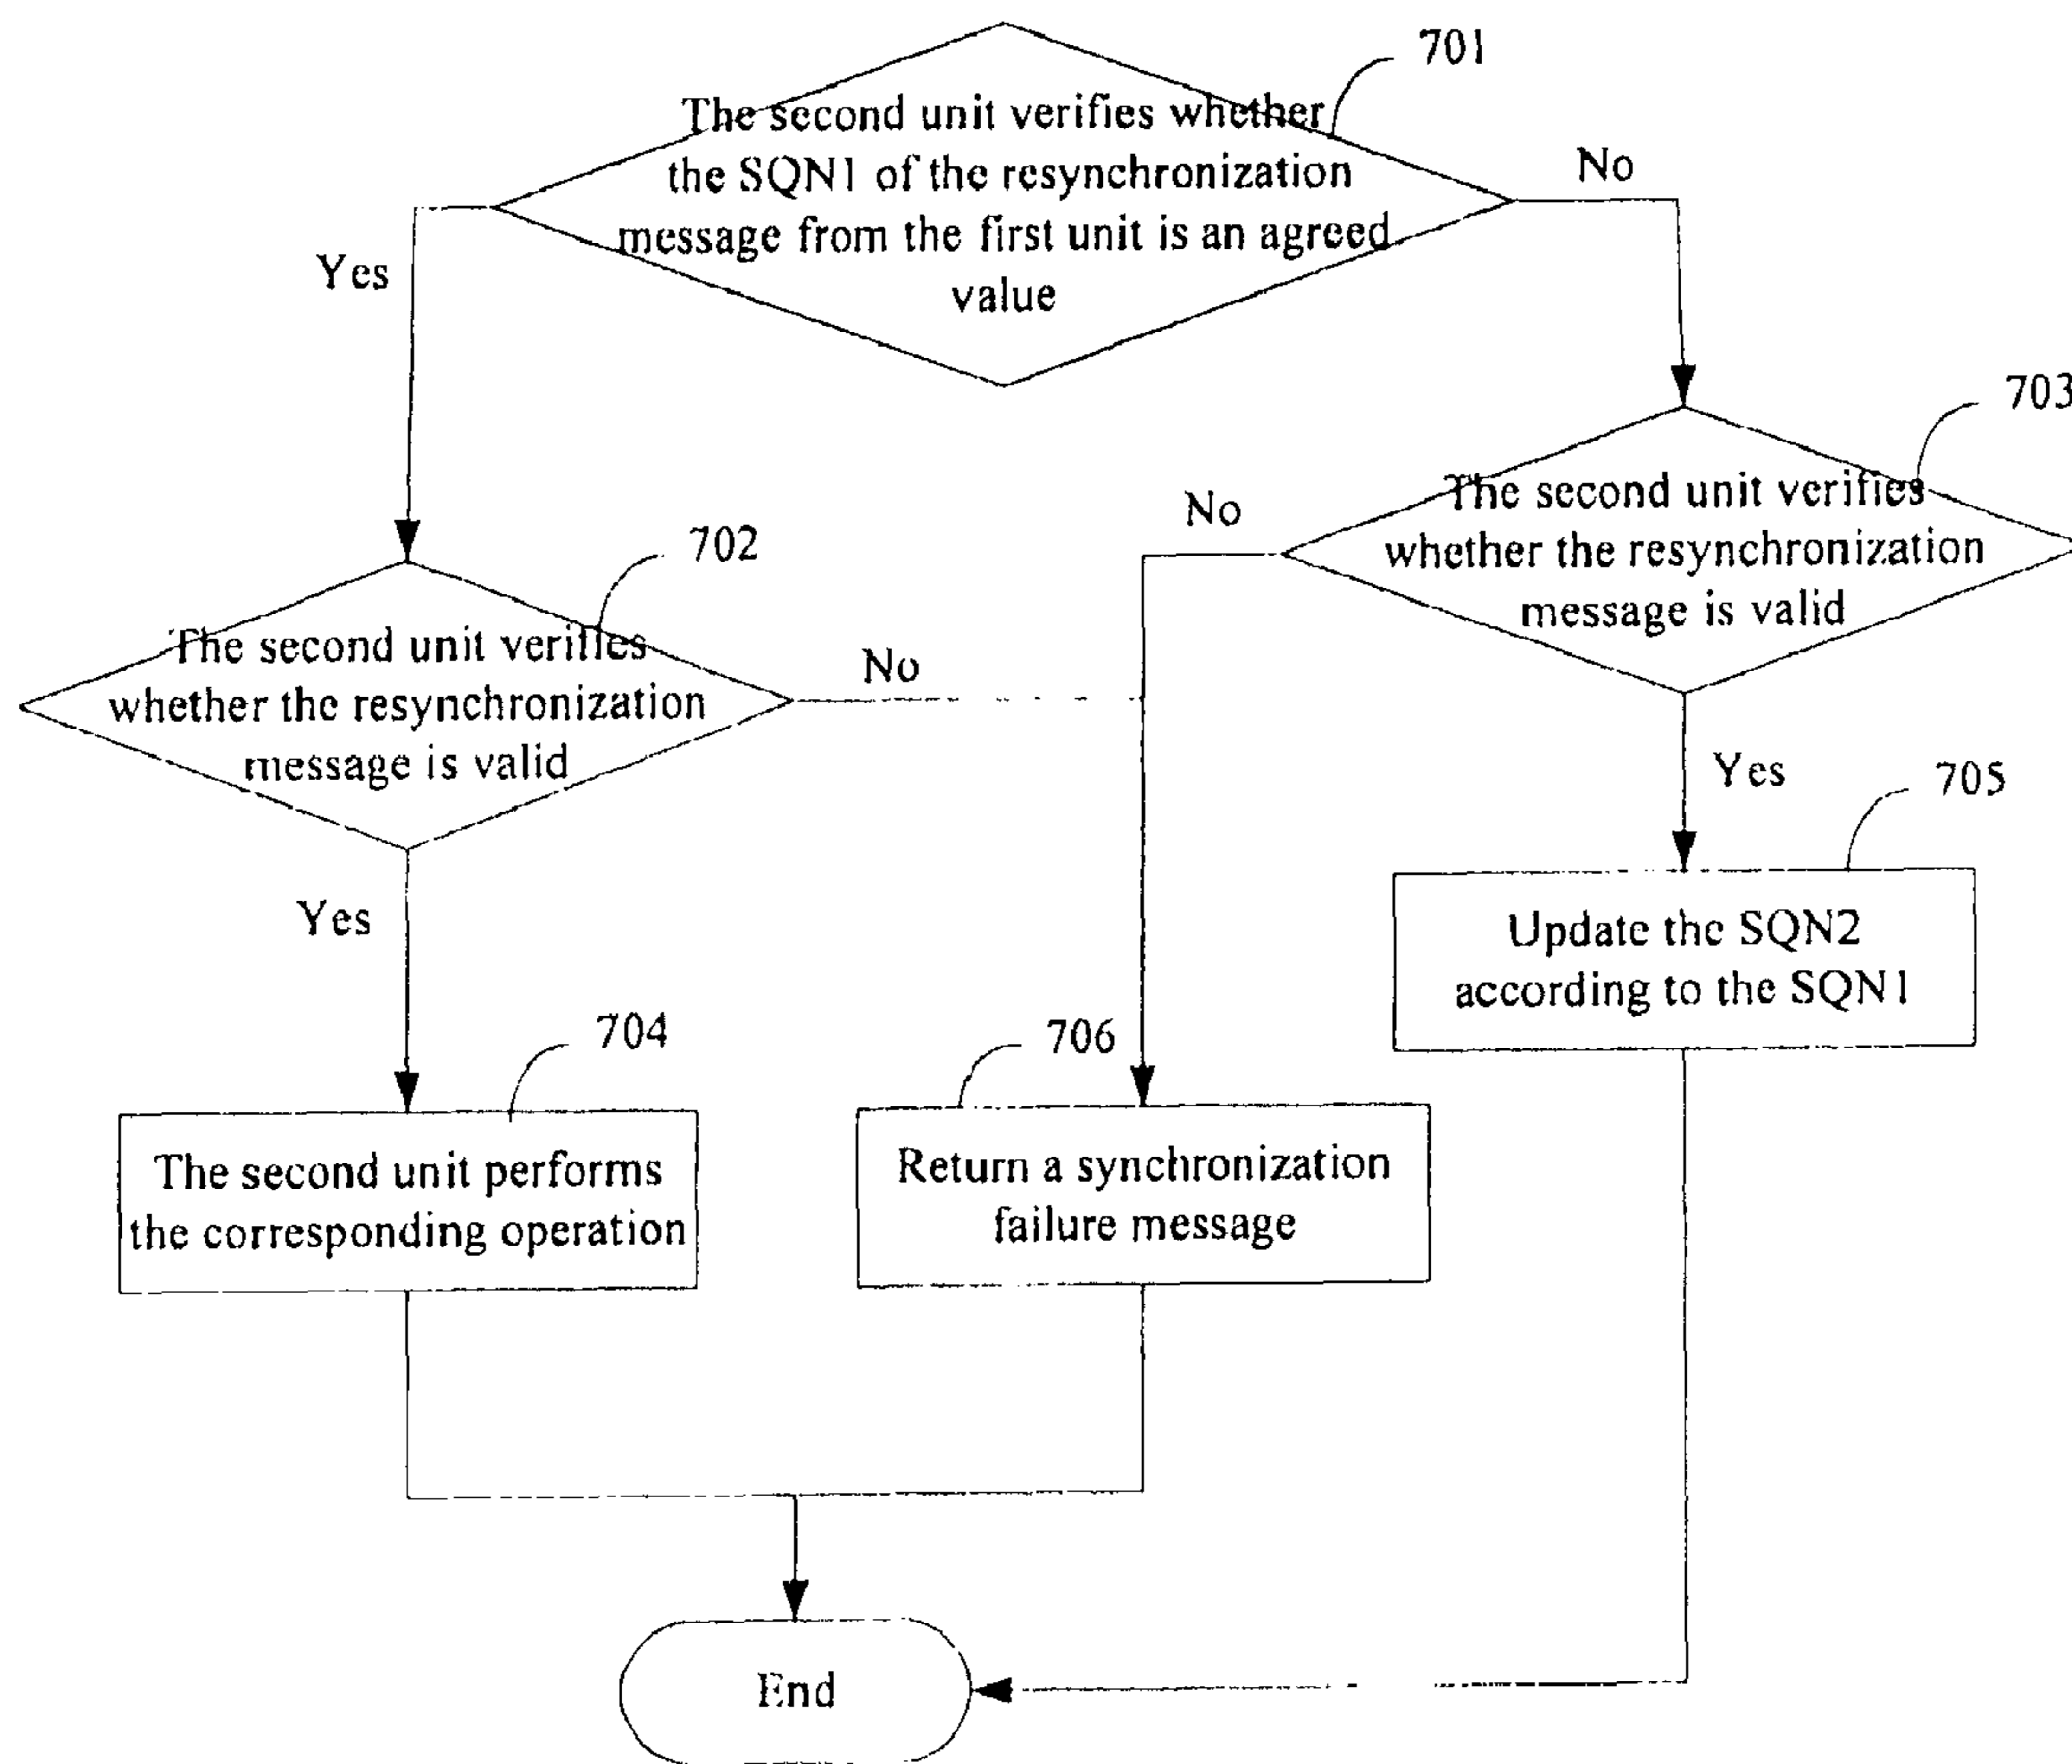 701
The second unit verifies whether
the SQN1 of the resynchronization
message from the first unit is an agreed
value
No
Yes
703
The second unit verifies
whether the resynchronization
message is valid
No
702
The second unit verifies
whether the resynchronization
message is valid
No
Yes
705
Update the SQN2
according to the SQN1
Yes
704
The second unit performs
the corresponding operation
706
Return a synchronization
failure message
End